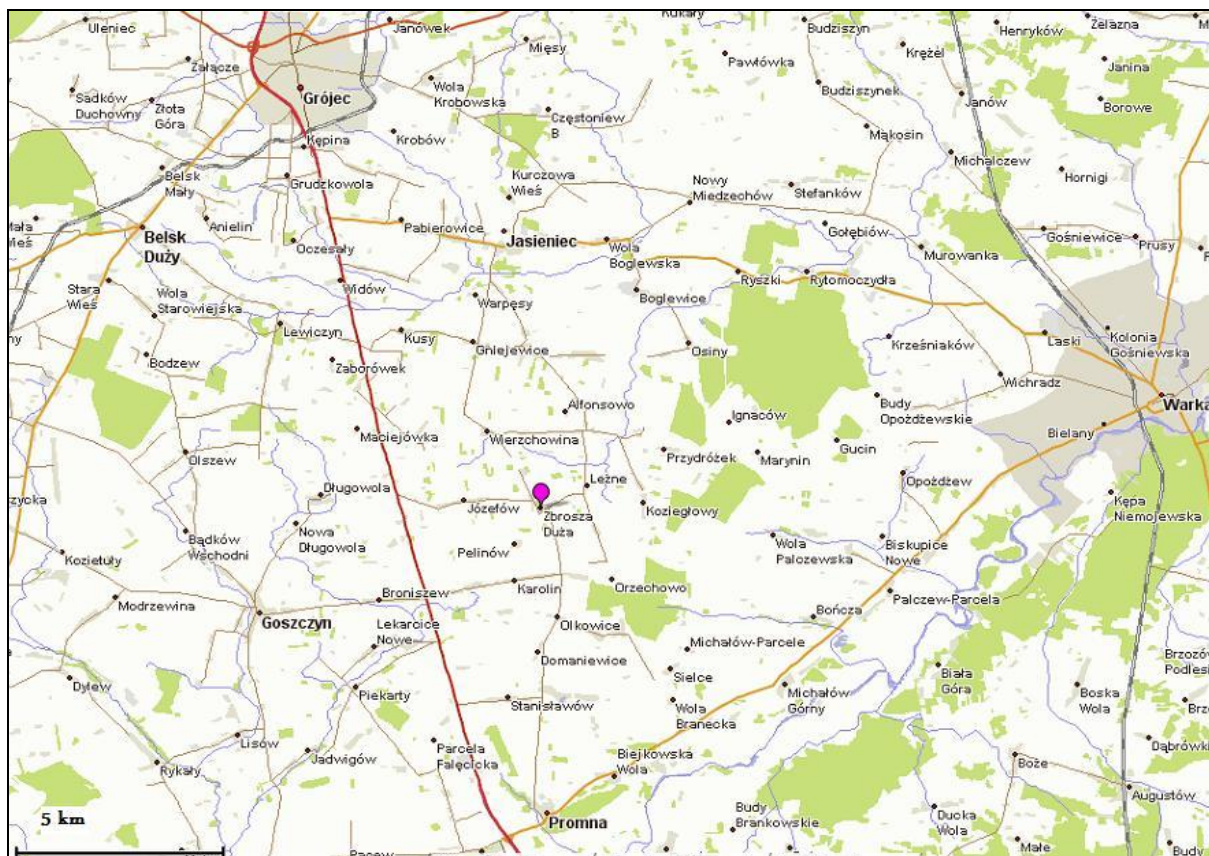 Uleniec
Janówek
Mięsy
Kukały
Budziszyn
Henryków
Żelazna
Krężel
Pawłówka
Załącze
Janina
Wola
Krobowska
Budziszynek
Sadków
Duchowny
Złota
Góra
Grójec
Janów
Borowe
Częstoniew
B
Mąkosin
Krobów
Kępina
Michalczew
Belsk
Mały
Grudzkowola
Kurczowa
Wieś
Nowy
Miedzechów
Stefanków
Hornigi
Mała
Wieś
Anielin
Pabierowice
Belsk
Duży
Jasieniec
Oczesały
Wola
Boglewska
Gołębiów
Gośniewice
Prusy
Murowanka
Stara
Wieś
Widów
Ryszki
Rytomoczydła
Wola
Starowiejska
Warpęsy
Boglewice
Lewiczyn
Kusy
Gniejewice
Osiny
Krześniaków
Laski
Kolonia
Gośniewska
Bodzew
Zaborówek
Wichradz
Alfonsowo
Ignaców
Budy
Opożdżewskie
Warka
Maciejówka
Wierzchowina
Bielany
Gucin
Olszew
Przydróżek
Marynin
Opożdżew
Długowola
Leżne
Józefów
Zbrosza
Duża
Koziegłowy
Kępa
Niemojewska
Nowa
Długowola
Bądków
Wschodni
Pelinów
Wola
Palczewska
Biskupice
Nowe
Kozietuły
Karolin
Orzechowo
Modrzewina
Broniszew
Palczew-Parcela
Goszczyn
Bończa
Lekarcice
Nowe
Olkowice
Michałów-Parcele
Domaniewice
Sielce
Biała
Góra
Dylew
Piekarty
Stanisławów
Michałów
Górny
Boska
Wola
Wola
Branecka
Lisów
Jadwigów
Parcela
Falęcicka
Biejkowska
Wola
Rykały
Boże
Augustów
5 km
Promna
Budy
Brankowskie
Ducka
Wola
Małe
Budy